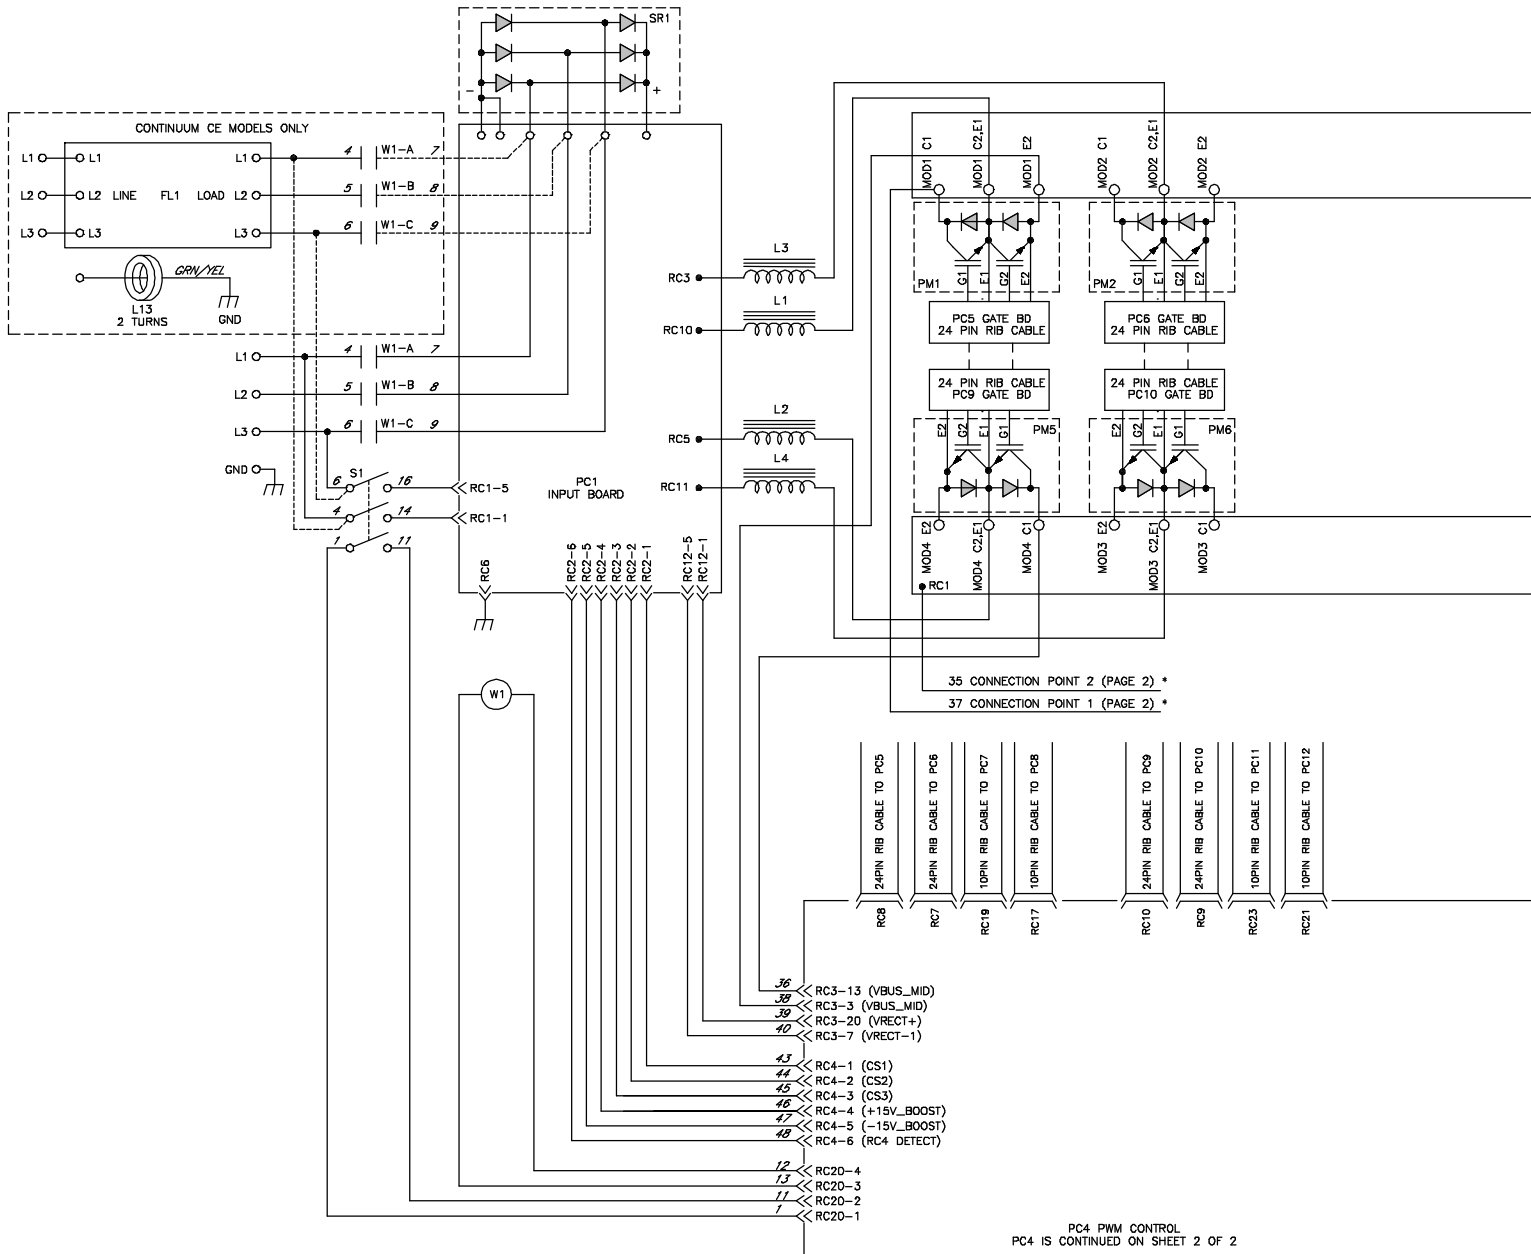 SR1
-
+
CONTINUUM CE MODELS ONLY
L1 L1 L1 4 W1-A 7
L2 L2 LINE FL1 LOAD L2 5 W1-B 8
L3 L3 L3 6 W1-C 9
GRN/YEL
L13
2 TURNS
GND
L1 4 W1-A 7
L2 5 W1-B 8
L3 6 W1-C 9
GND
S1
6 16 RC1-5
4 14 RC1-1
1 11
PC1
INPUT BOARD
RC3 L3
RC10 L1
RC5 L2
RC11 L4
RC6
RC2-6
RC2-5
RC2-4
RC2-3
RC2-2
RC2-1
RC12-5
RC12-1
W1
MOD1 C1
MOD1 C2,E1
MOD1 E2
MOD2 C1
MOD2 C2,E1
MOD2 E2
PM1
G1
E1
G2
E2
PM2
G1
E1
G2
E2
PC5 GATE BD
24 PIN RIB CABLE
PC6 GATE BD
24 PIN RIB CABLE
24 PIN RIB CABLE
PC9 GATE BD
24 PIN RIB CABLE
PC10 GATE BD
E2
G2
E1
G1
PM5
E2
G2
E1
G1
PM6
MOD4 E2
MOD4 C2,E1
MOD4 C1
MOD3 E2
MOD3 C2,E1
MOD3 C1
RC1
35 CONNECTION POINT 2 (PAGE 2) *
37 CONNECTION POINT 1 (PAGE 2) *
24PIN RIB CABLE TO PC5
24PIN RIB CABLE TO PC6
10PIN RIB CABLE TO PC7
10PIN RIB CABLE TO PC8
24PIN RIB CABLE TO PC9
24PIN RIB CABLE TO PC10
10PIN RIB CABLE TO PC11
10PIN RIB CABLE TO PC12
RC8
RC7
RC19
RC17
RC10
RC9
RC23
RC21
36 RC3-13 (VBUS_MID)
38 RC3-3 (VBUS_MID)
39 RC3-20 (VRECT+)
40 RC3-7 (VRECT-1)
43 RC4-1 (CS1)
44 RC4-2 (CS2)
45 RC4-3 (CS3)
46 RC4-4 (+15V_BOOST)
47 RC4-5 (-15V_BOOST)
48 RC4-6 (RC4 DETECT)
12 RC20-4
13 RC20-3
11 RC20-2
1 RC20-1
PC4 PWM CONTROL
PC4 IS CONTINUED ON SHEET 2 OF 2